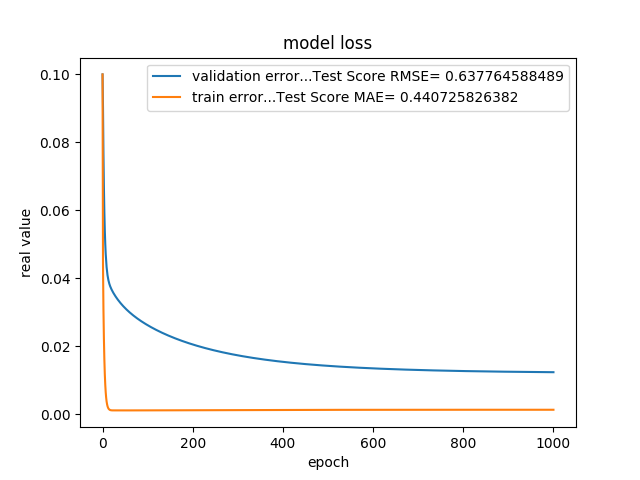 model loss
validation error...Test Score RMSE= 0.637764588489
train error...Test Score MAE= 0.440725826382
0.10
0.08
0.06
0.04
0.02
0.00
real value
0 200 400 600 800 1000
epoch